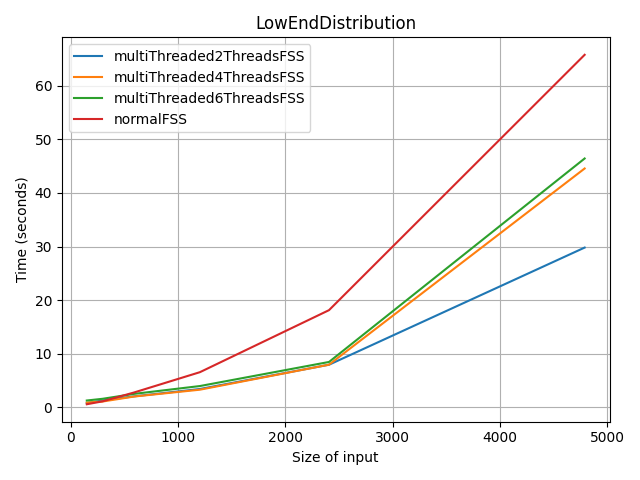 LowEndDistribution
multiThreaded2ThreadsFSS
multiThreaded4ThreadsFSS
multiThreaded6ThreadsFSS
normalFSS
Time (seconds)
60
50
40
30
20
10
0
0 1000 2000 3000 4000 5000
Size of input